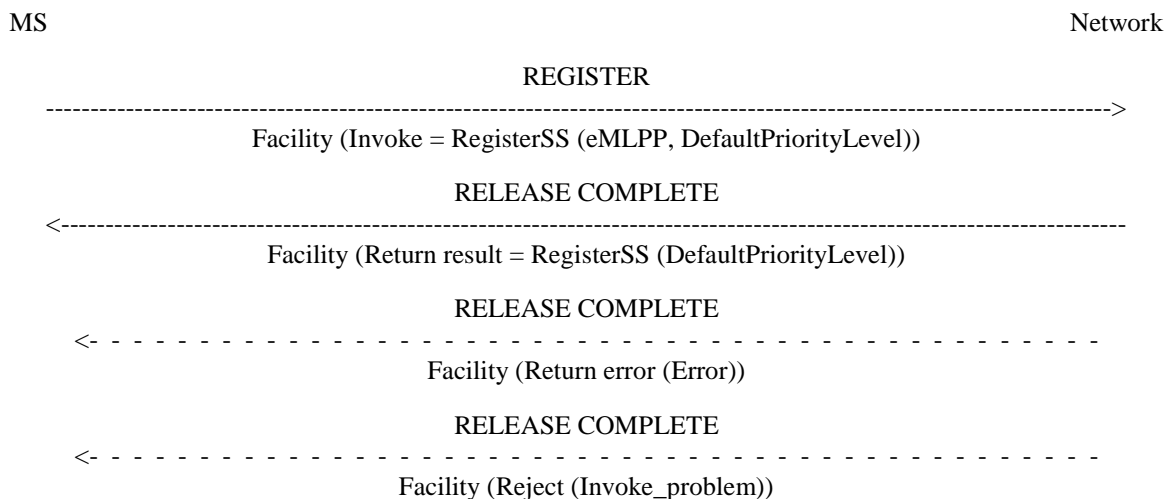 MS Network
REGISTER
Facility (Invoke = RegisterSS (eMLPP, DefaultPriorityLevel))
RELEASE COMPLETE
Facility (Return result = RegisterSS (DefaultPriorityLevel))
RELEASE COMPLETE
Facility (Return error (Error))
RELEASE COMPLETE
Facility (Reject (Invoke_problem))